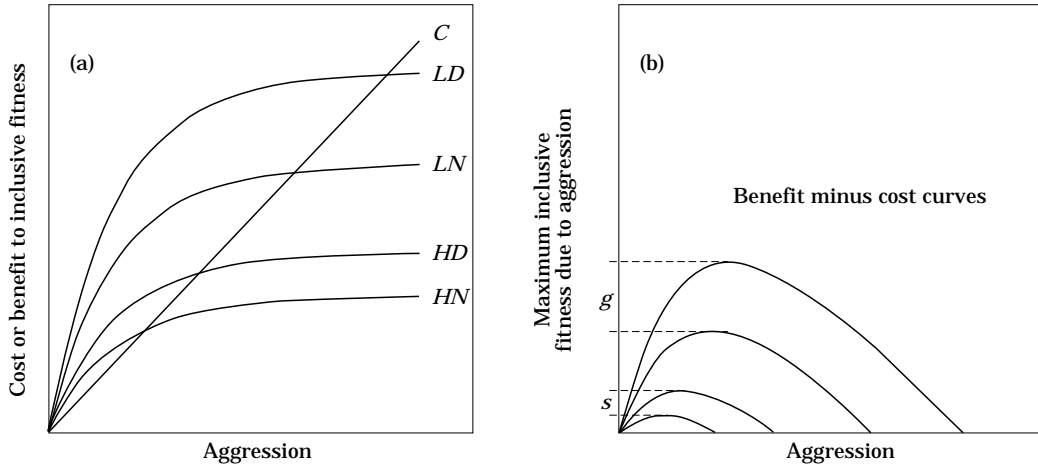 Cost or benefit to inclusive fitness
(a)
C
LD
LN
HD
HN
Aggression
Maximum inclusive
fitness due to aggression
(b)
Benefit minus cost curves
g
s
Aggression